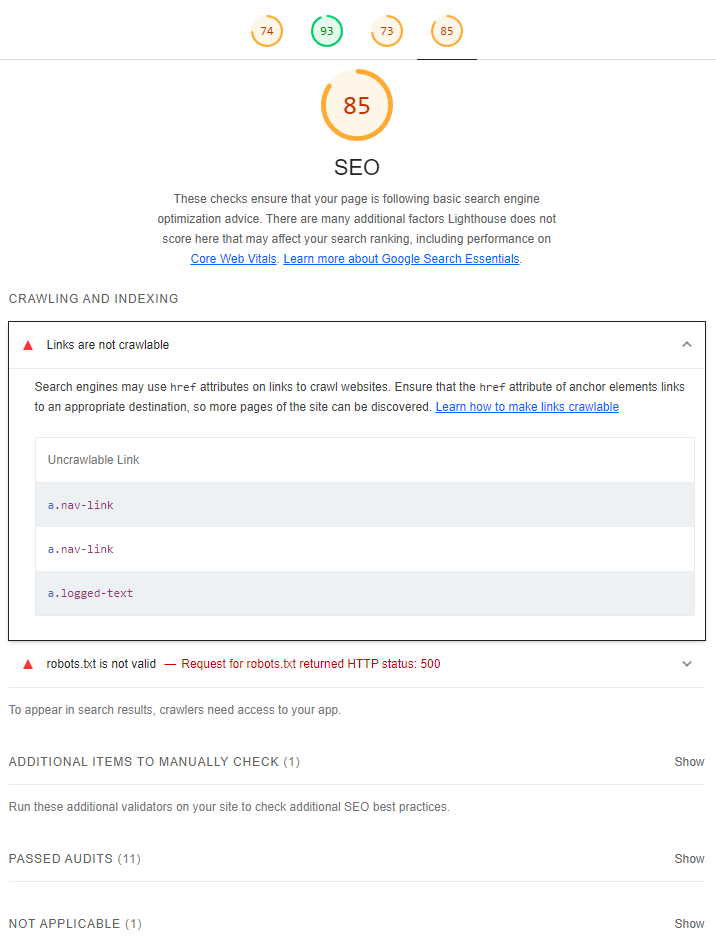 74 93 73 85
85
SEO
These checks ensure that your page is following basic search engine
optimization advice. There are many additional factors Lighthouse does not
score here that may affect your search ranking, including performance on
Core Web Vitals. Learn more about Google Search Essentials.
CRAWLING AND INDEXING
Links are not crawlable
Search engines may use href attributes on links to crawl websites. Ensure that the href attribute of anchor elements links
to an appropriate destination, so more pages of the site can be discovered. Learn how to make links crawlable
Uncrawlable Link
a.nav-link
a.nav-link
a.logged-text
robots.txt is not valid — Request for robots.txt returned HTTP status: 500
To appear in search results, crawlers need access to your app.
ADDITIONAL ITEMS TO MANUALLY CHECK (1) Show
Run these additional validators on your site to check additional SEO best practices.
PASSED AUDITS (11) Show
NOT APPLICABLE (1) Show